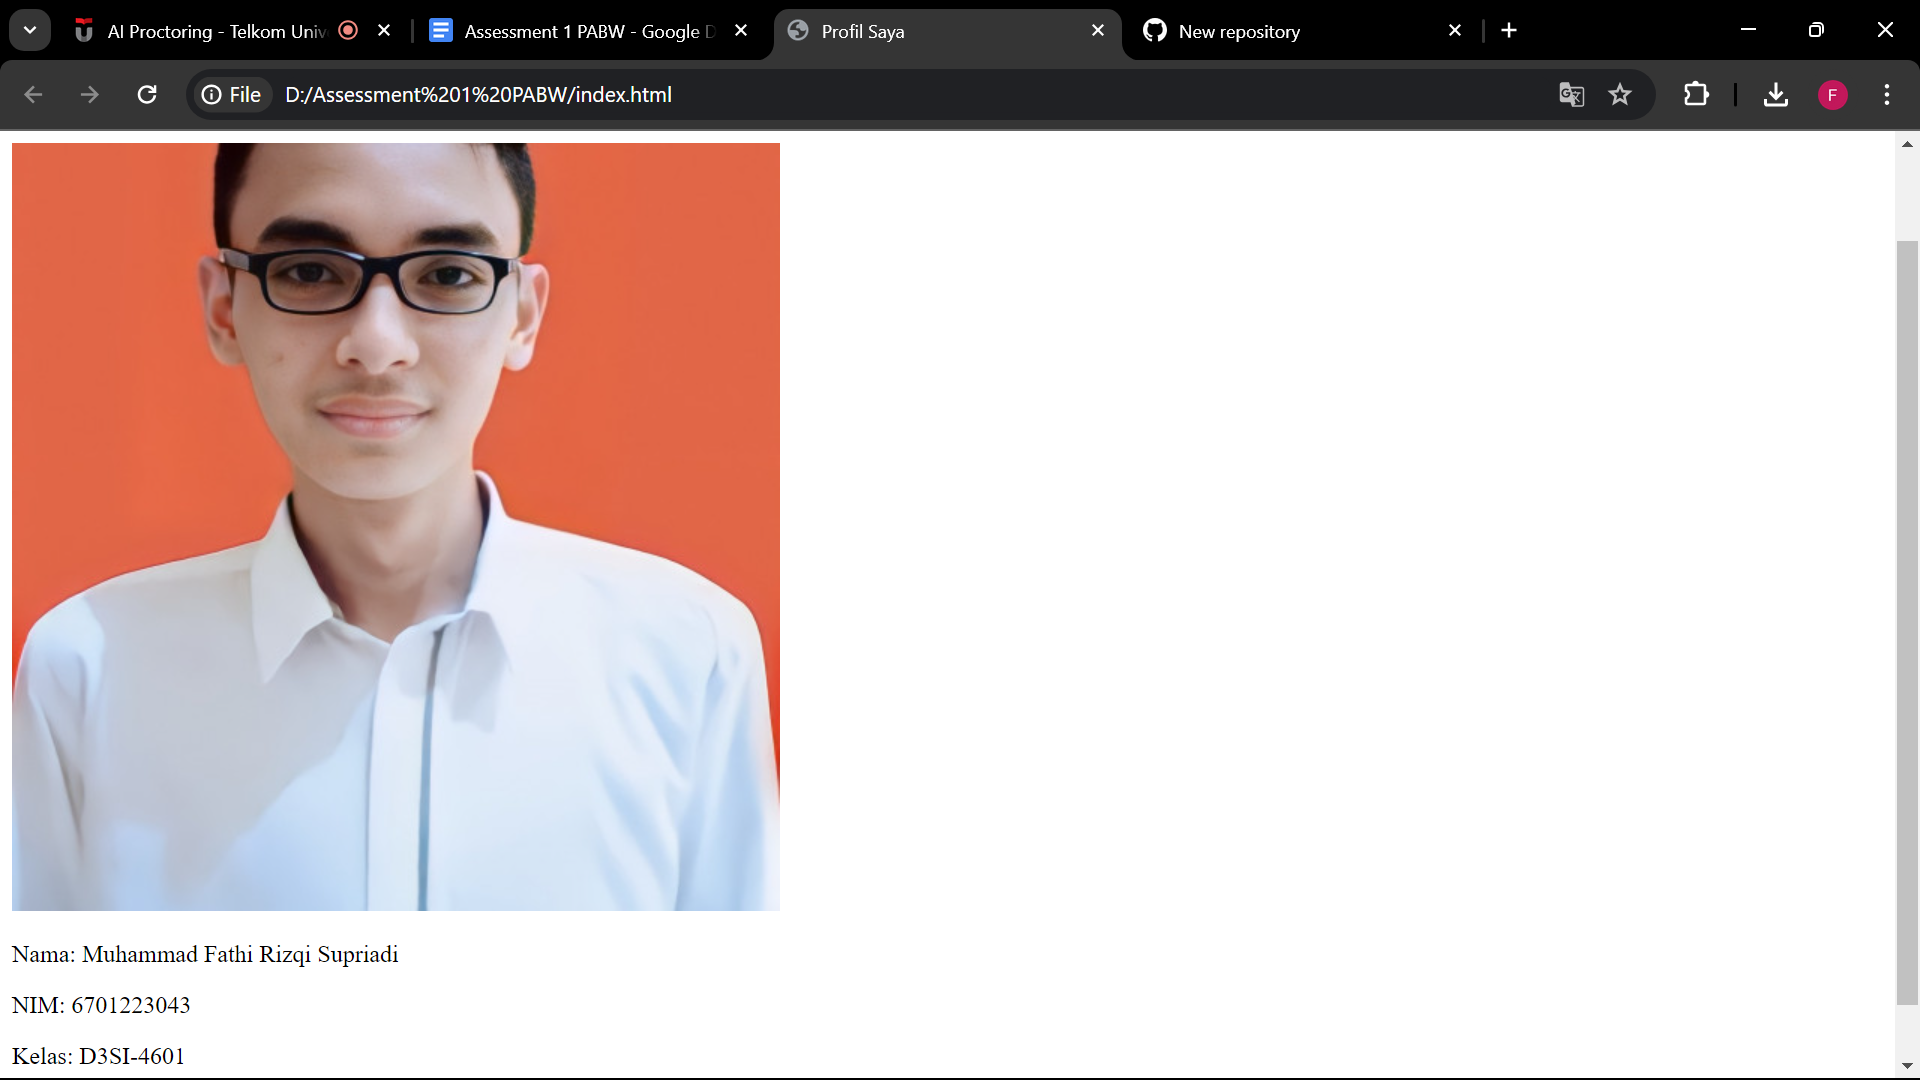 AI Proctoring - Telkom Univ
Assessment 1 PABW - Google D
Profil Saya
New repository
File
D:/Assessment%201%20PABW/index.html
F
Nama: Muhammad Fathi Rizqi Supriadi
NIM: 6701223043
Kelas: D3SI-4601